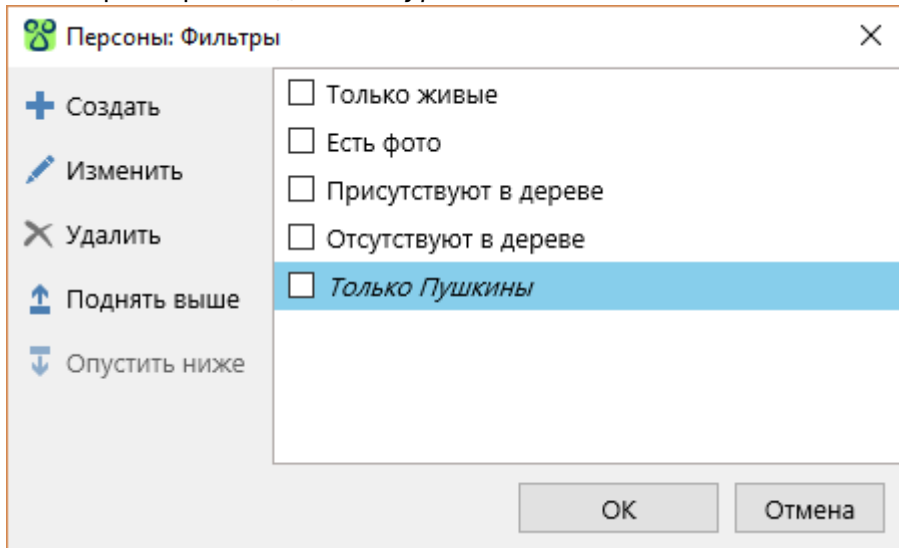 Персоны: Фильтры
Создать
Изменить
Удалить
Поднять выше
Опустить ниже
Только живые
Есть фото
Присутствуют в дереве
Отсутствуют в дереве
Только Пушкины
ОК
Отмена